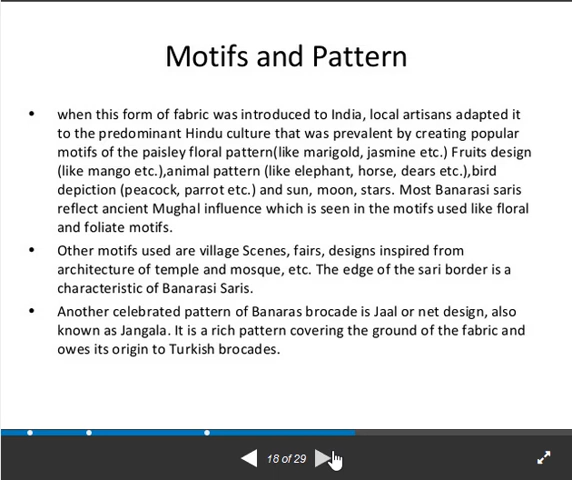 Motifs and Pattern
• when this form of fabric was introduced to India, local artisans adapted it
to the predominant Hindu culture that was prevalent by creating popular
motifs of the paisley floral pattern(like marigold, jasmine etc.) Fruits design
(like mango etc.),animal pattern (like elephant, horse, dears etc.),bird
depiction (peacock, parrot etc.) and sun, moon, stars. Most Banarasi saris
reflect ancient Mughal influence which is seen in the motifs used like floral
and foliate motifs.
• Other motifs used are village Scenes, fairs, designs inspired from
architecture of temple and mosque, etc. The edge of the sari border is a
characteristic of Banarasi Saris.
• Another celebrated pattern of Banaras brocade is Jaal or net design, also
known as Jangala. It is a rich pattern covering the ground of the fabric and
owes its origin to Turkish brocades.
18 of 29